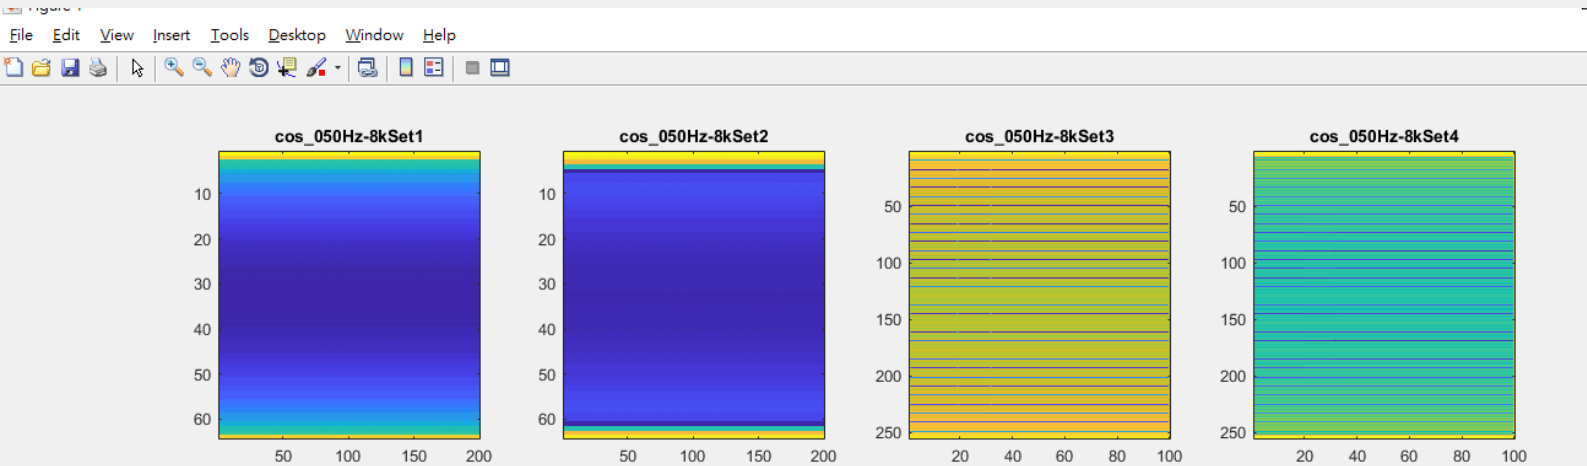 File Edit View Insert Tools Desktop Window Help
cos_050Hz-8kSet1 cos_050Hz-8kSet2 cos_050Hz-8kSet3 cos_050Hz-8kSet4
10 10 50 50
20 20
30 30 100 100
40 40 150 150
50 50 200 200
60 60 250 250
50 100 150 200 50 100 150 200 20 40 60 80 100 20 40 60 80 100